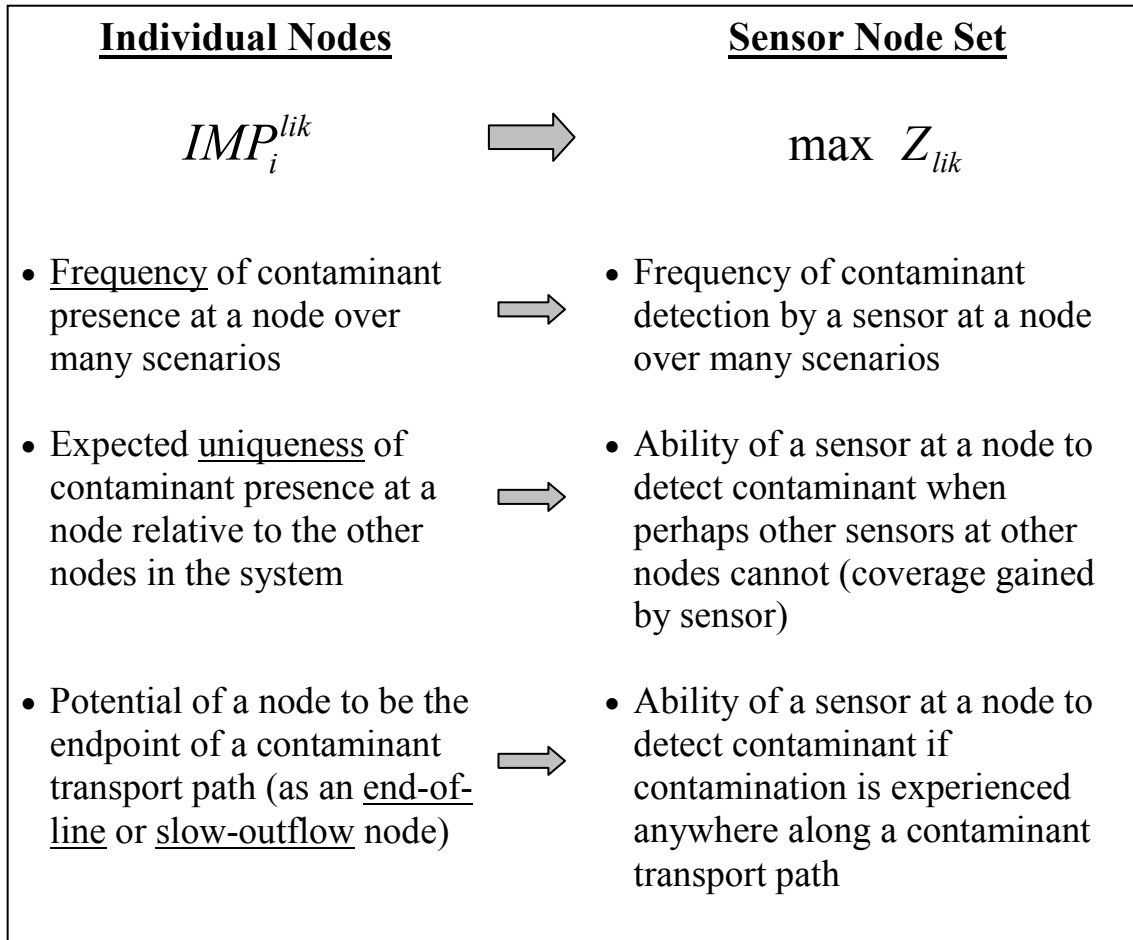 Individual Nodes
Sensor Node Set
IMP_i^{lik}
max Z_{lik}
• Frequency of contaminant
presence at a node over
many scenarios
• Frequency of contaminant
detection by a sensor at a node
over many scenarios
• Expected uniqueness of
contaminant presence at a
node relative to the other
nodes in the system
• Ability of a sensor at a node to
detect contaminant when
perhaps other sensors at other
nodes cannot (coverage gained
by sensor)
• Potential of a node to be the
endpoint of a contaminant
transport path (as an end-of-
line or slow-outflow node)
• Ability of a sensor at a node to
detect contaminant if
contamination is experienced
anywhere along a contaminant
transport path